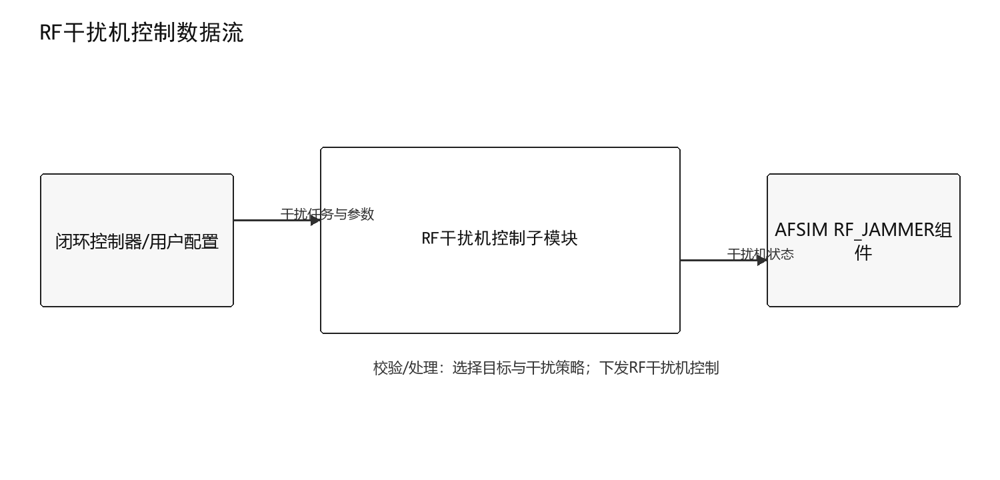 RF干扰机控制数据流
干扰任务与参数
闭环控制器/用户配置
RF干扰机控制子模块
AFSIM RF_JAMMER组
件
干扰机状态
校验/处理：选择目标与干扰策略；下发RF干扰机控制